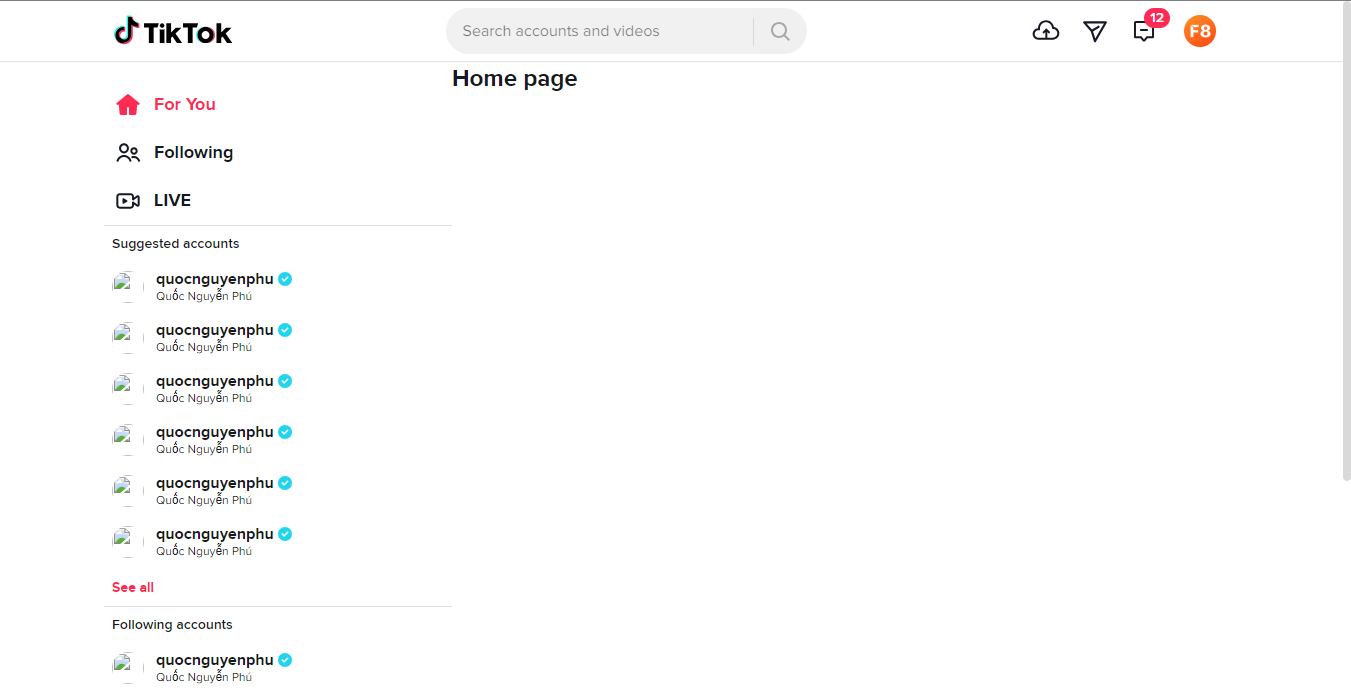 TikTok
Search accounts and videos
12
F8
Home page
For You
Following
LIVE
Suggested accounts
quocnguyenphu
Quốc Nguyễn Phú
quocnguyenphu
Quốc Nguyễn Phú
quocnguyenphu
Quốc Nguyễn Phú
quocnguyenphu
Quốc Nguyễn Phú
quocnguyenphu
Quốc Nguyễn Phú
quocnguyenphu
Quốc Nguyễn Phú
See all
Following accounts
quocnguyenphu
Quốc Nguyễn Phú